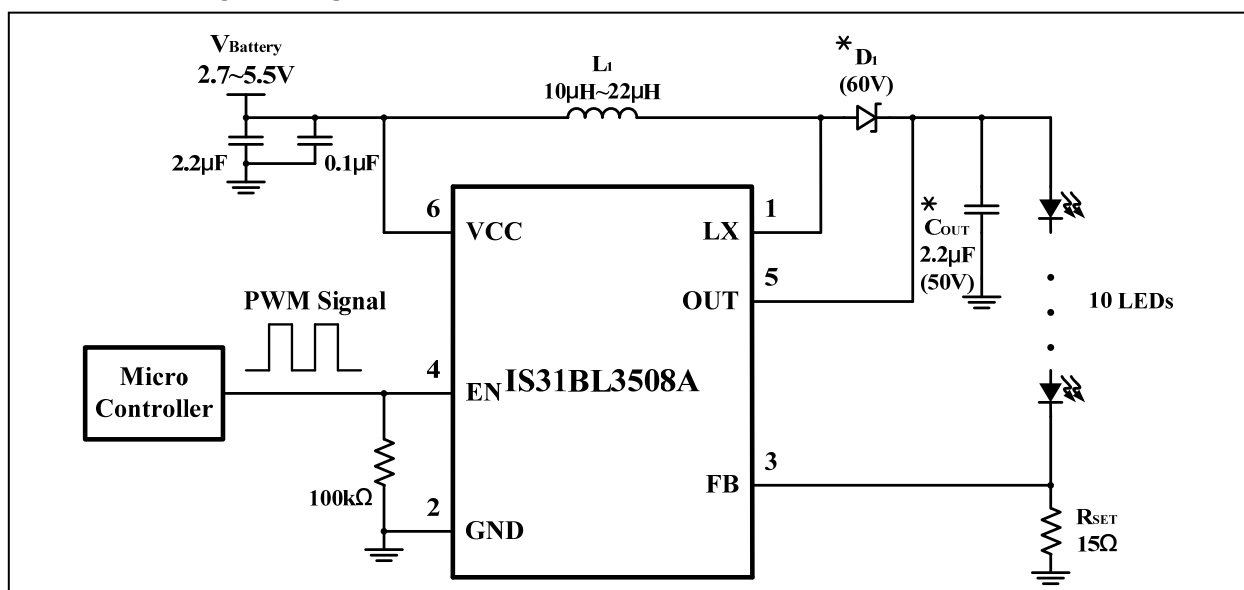 VBattery
2.7~5.5V
2.2µF
0.1µF
L1
10µH~22µH
*
D1
(60V)
6
VCC
1
LX
*
COUT
2.2µF
(50V)
5
OUT
10 LEDs
PWM Signal
Micro
Controller
4
EN
IS31BL3508A
100kΩ
3
FB
2
GND
RSET
15Ω